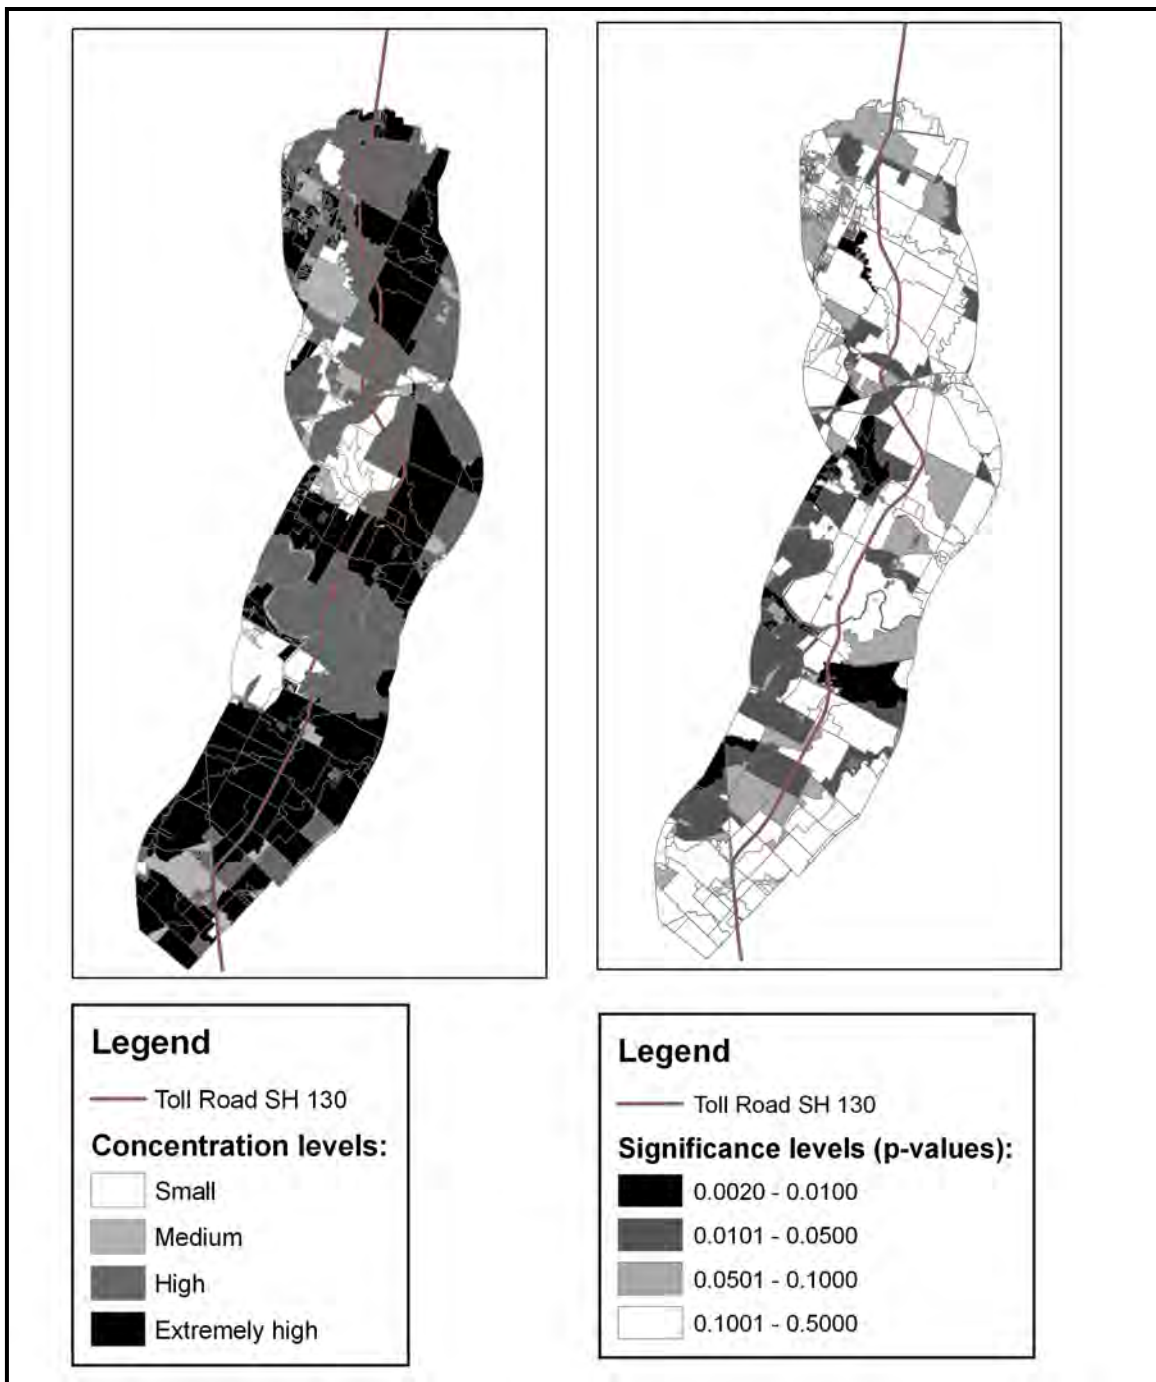 Legend
Toll Road SH 130
Concentration levels:
Small
Medium
High
Extremely high
Legend
Toll Road SH 130
Significance levels (p-values):
0.0020 - 0.0100
0.0101 - 0.0500
0.0501 - 0.1000
0.1001 - 0.5000